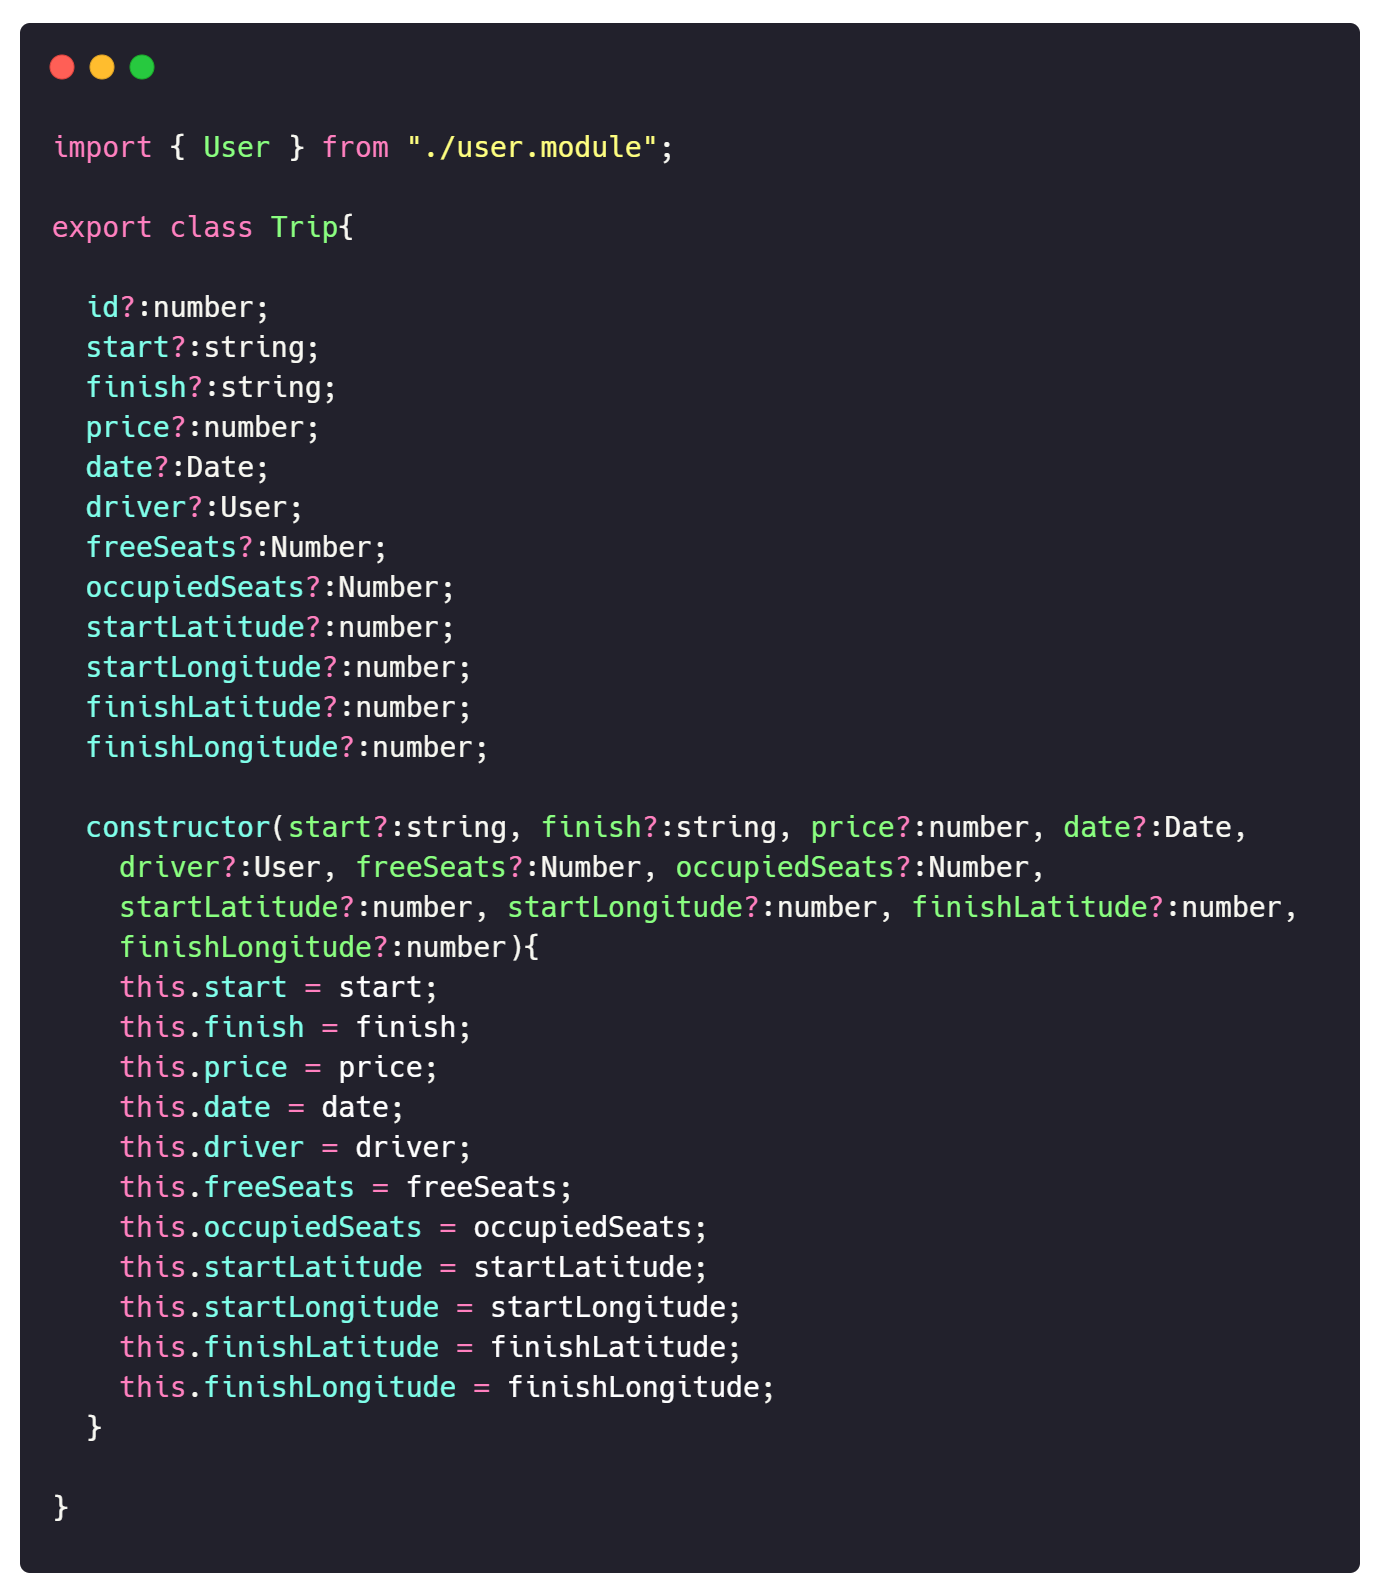 import { User } from "./user.module";
export class Trip{
id?:number;
start?:string;
finish?:string;
price?:number;
date?:Date;
driver?:User;
freeSeats?:Number;
occupiedSeats?:Number;
startLatitude?:number;
startLongitude?:number;
finishLatitude?:number;
finishLongitude?:number;
constructor(start?:string, finish?:string, price?:number, date?:Date,
driver?:User, freeSeats?:Number, occupiedSeats?:Number,
startLatitude?:number, startLongitude?:number, finishLatitude?:number,
finishLongitude?:number){
this.start = start;
this.finish = finish;
this.price = price;
this.date = date;
this.driver = driver;
this.freeSeats = freeSeats;
this.occupiedSeats = occupiedSeats;
this.startLatitude = startLatitude;
this.startLongitude = startLongitude;
this.finishLatitude = finishLatitude;
this.finishLongitude = finishLongitude;
}
}